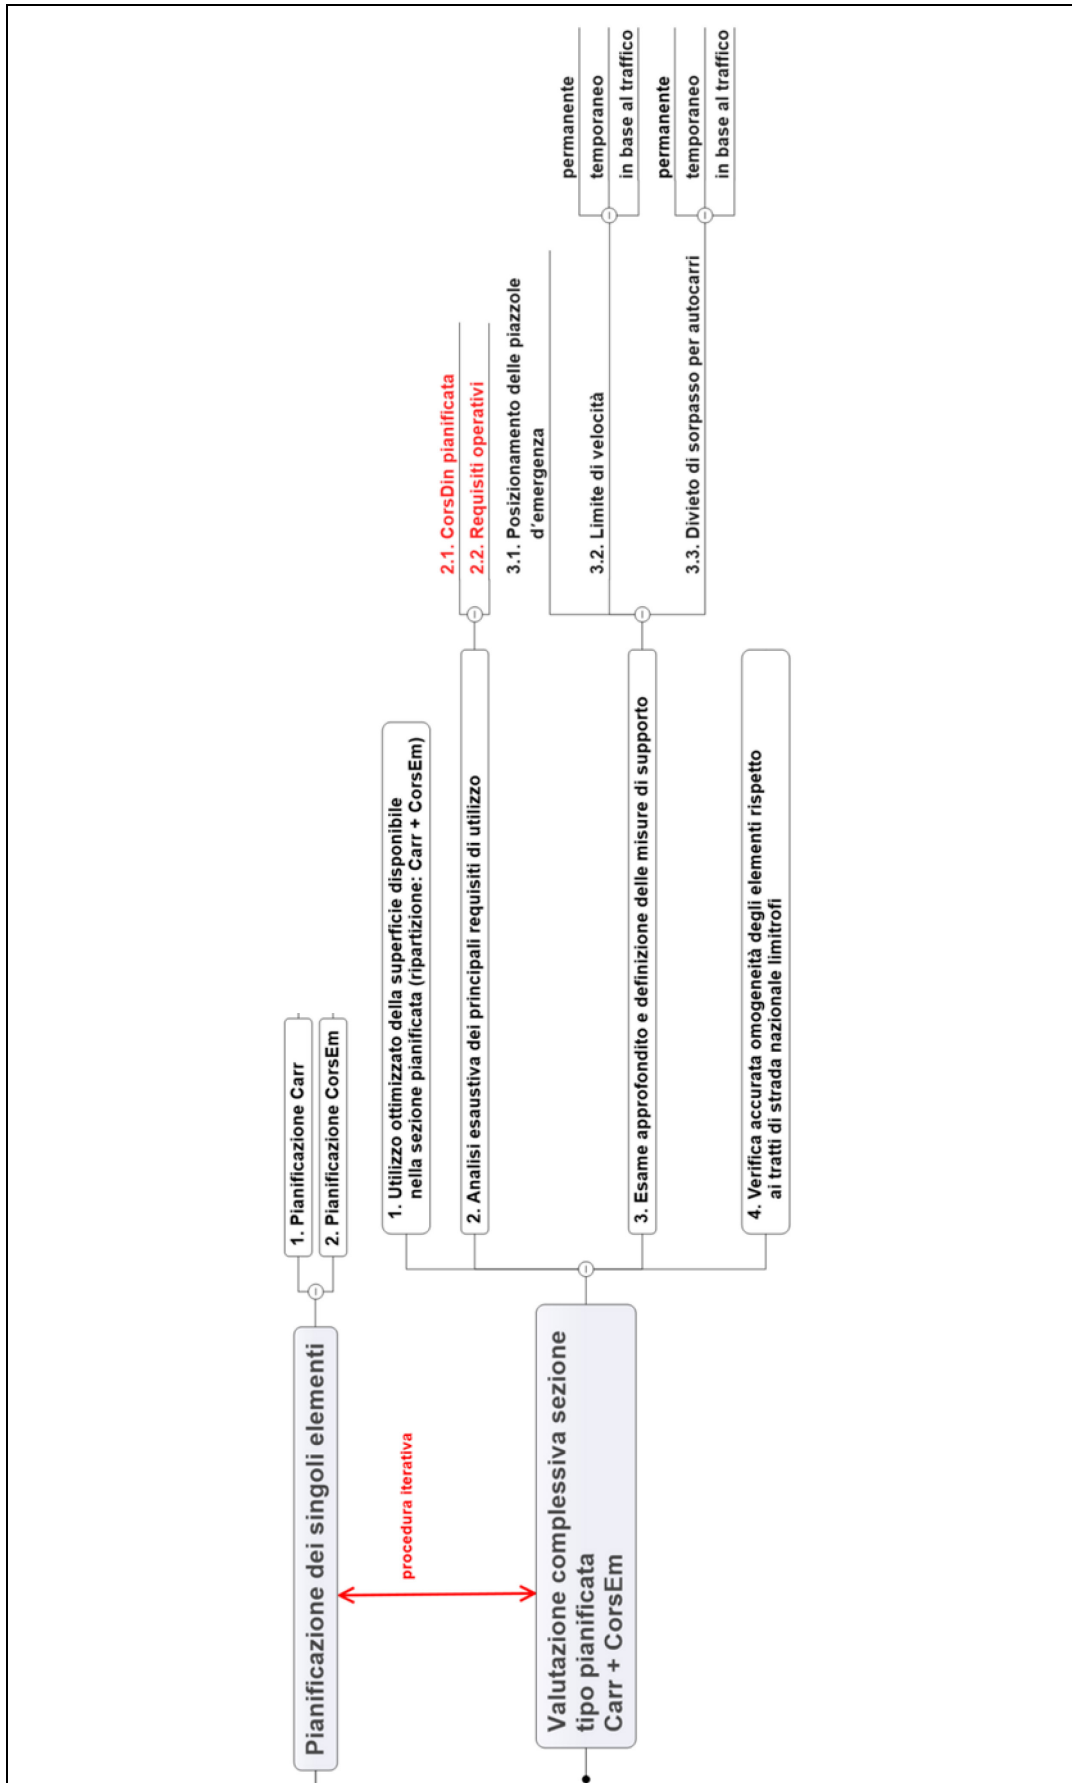 Pianificazione dei singoli elementi
1. Pianificazione Carr
2. Pianificazione CorsEm
procedura iterativa
Valutazione complessiva sezione
tipo pianificata
Carr + CorsEm
1. Utilizzo ottimizzato della superficie disponibile
nella sezione pianificata (ripartizione: Carr + CorsEm)
2. Analisi esaustiva dei principali requisiti di utilizzo
2.1. CorsDin pianificata
2.2. Requisiti operativi
3. Esame approfondito e definizione delle misure di supporto
3.1. Posizionamento delle piazzole
d'emergenza
3.2. Limite di velocità
permanente
temporaneo
in base al traffico
3.3. Divieto di sorpasso per autocarri
permanente
temporaneo
in base al traffico
4. Verifica accurata omogeneità degli elementi rispetto
ai tratti di strada nazionale limitrofi